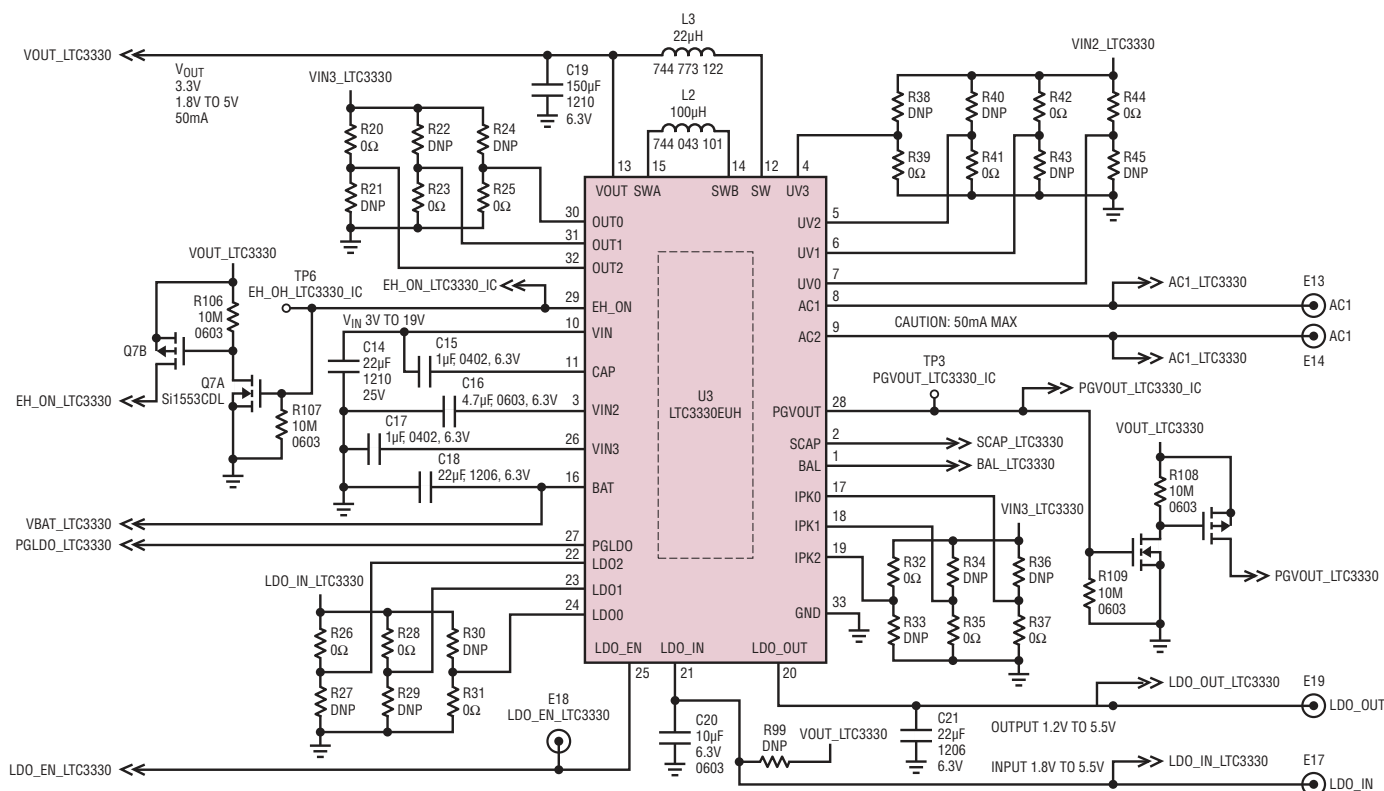 L3
22µH
744 773 122
VOUT_LTC3330
VOUT
3.3V
1.8V TO 5V
50mA
C19
150µF
1210
6.3V
L2
100µH
744 043 101
VIN3_LTC3330
R20
0Ω
R22
DNP
R24
DNP
R21
DNP
R23
0Ω
R25
0Ω
VIN2_LTC3330
R38
DNP
R40
DNP
R42
0Ω
R44
0Ω
R39
0Ω
R41
0Ω
R43
DNP
R45
DNP
13
15
14
12
4
VOUT
SWA
SWB
SW
UV3
30
OUT0
31
OUT1
32
OUT2
29
EH_ON
10
VIN
11
CAP
3
VIN2
26
VIN3
16
BAT
27
PGLDO
22
LDO2
23
LDO1
24
LDO0
LDO_EN
LDO_IN
LDO_OUT
25
21
20
U3
LTC3330EUH
UV2
5
UV1
6
UV0
7
AC1
8
AC2
9
PGVOUT
28
SCAP
2
BAL
1
IPK0
17
IPK1
18
IPK2
19
GND
33
VOUT_LTC3330
R106
10M
0603
TP6
EH_OH_LTC3330_IC
EH_ON_LTC3330_IC
Q7B
Q7A
Si1553CDL
R107
10M
0603
EH_ON_LTC3330
VIN 3V TO 19V
C14
22µF
1210
25V
C15
1µF, 0402, 6.3V
C16
4.7µF, 0603, 6.3V
C17
1µF, 0402, 6.3V
C18
22µF, 1206, 6.3V
VBAT_LTC3330
PGLDO_LTC3330
LDO_IN_LTC3330
R26
0Ω
R28
0Ω
R30
DNP
R27
DNP
R29
DNP
R31
0Ω
E18
LDO_EN_LTC3330
LDO_EN_LTC3330
AC1_LTC3330
E13
AC1
CAUTION: 50mA MAX
AC1
E14
AC1_LTC3330
TP3
PGVOUT_LTC3330_IC
PGVOUT_LTC3330_IC
SCAP_LTC3330
BAL_LTC3330
VOUT_LTC3330
R108
10M
0603
R109
10M
0603
PGVOUT_LTC3330
VIN3_LTC3330
R32
0Ω
R34
DNP
R36
DNP
R33
DNP
R35
0Ω
R37
0Ω
C20
10µF
6.3V
0603
R99
DNP
VOUT_LTC3330
C21
22µF
1206
6.3V
LDO_OUT_LTC3330
E19
LDO_OUT
OUTPUT 1.2V TO 5.5V
INPUT 1.8V TO 5.5V
LDO_IN_LTC3330
E17
LDO_IN